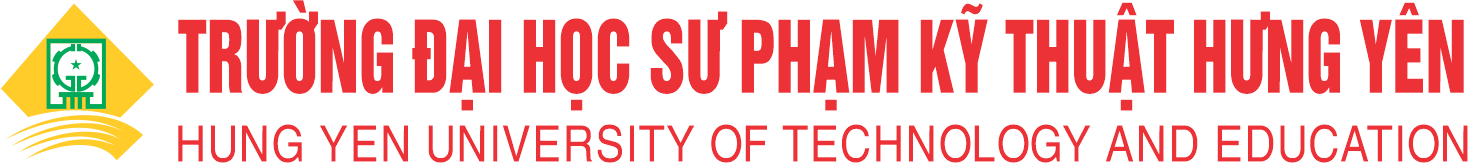 TRƯỜNG ĐẠI HỌC SƯ PHẠM KỸ THUẬT HƯNG YÊN
HUNG YEN UNIVERSITY OF TECHNOLOGY AND EDUCATION